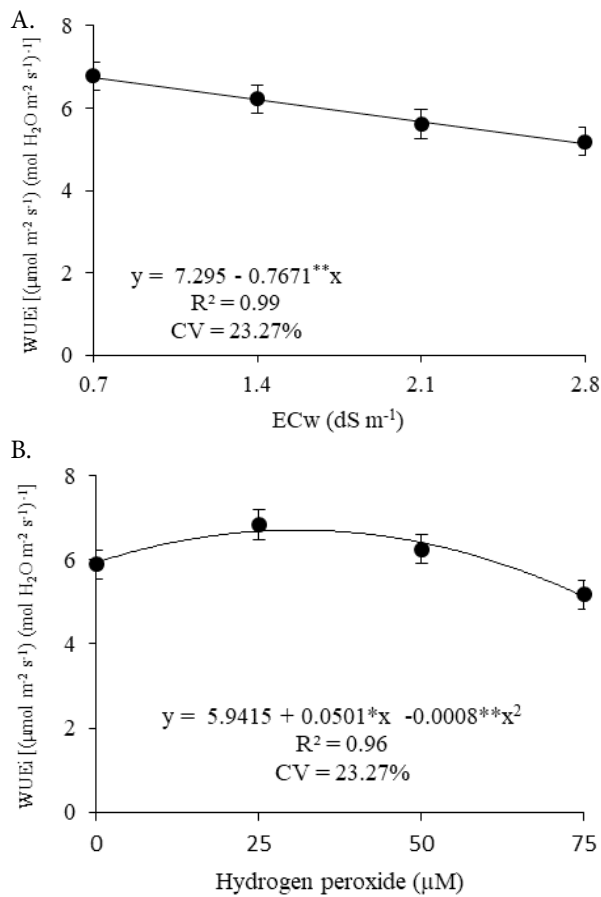 A.
8
6
4
2
0
WUEi [(µmol m⁻² s⁻¹) (mol H₂O m⁻² s⁻¹)⁻¹]
y = 7.295 - 0.7671**x
R² = 0.99
CV = 23.27%
0.7 1.4 2.1 2.8
ECw (dS m⁻¹)
B.
8
6
4
2
0
WUEi [(µmol m⁻² s⁻¹) (mol H₂O m⁻² s⁻¹)⁻¹]
y = 5.9415 + 0.0501*x -0.0008**x²
R² = 0.96
CV = 23.27%
0 25 50 75
Hydrogen peroxide (µM)